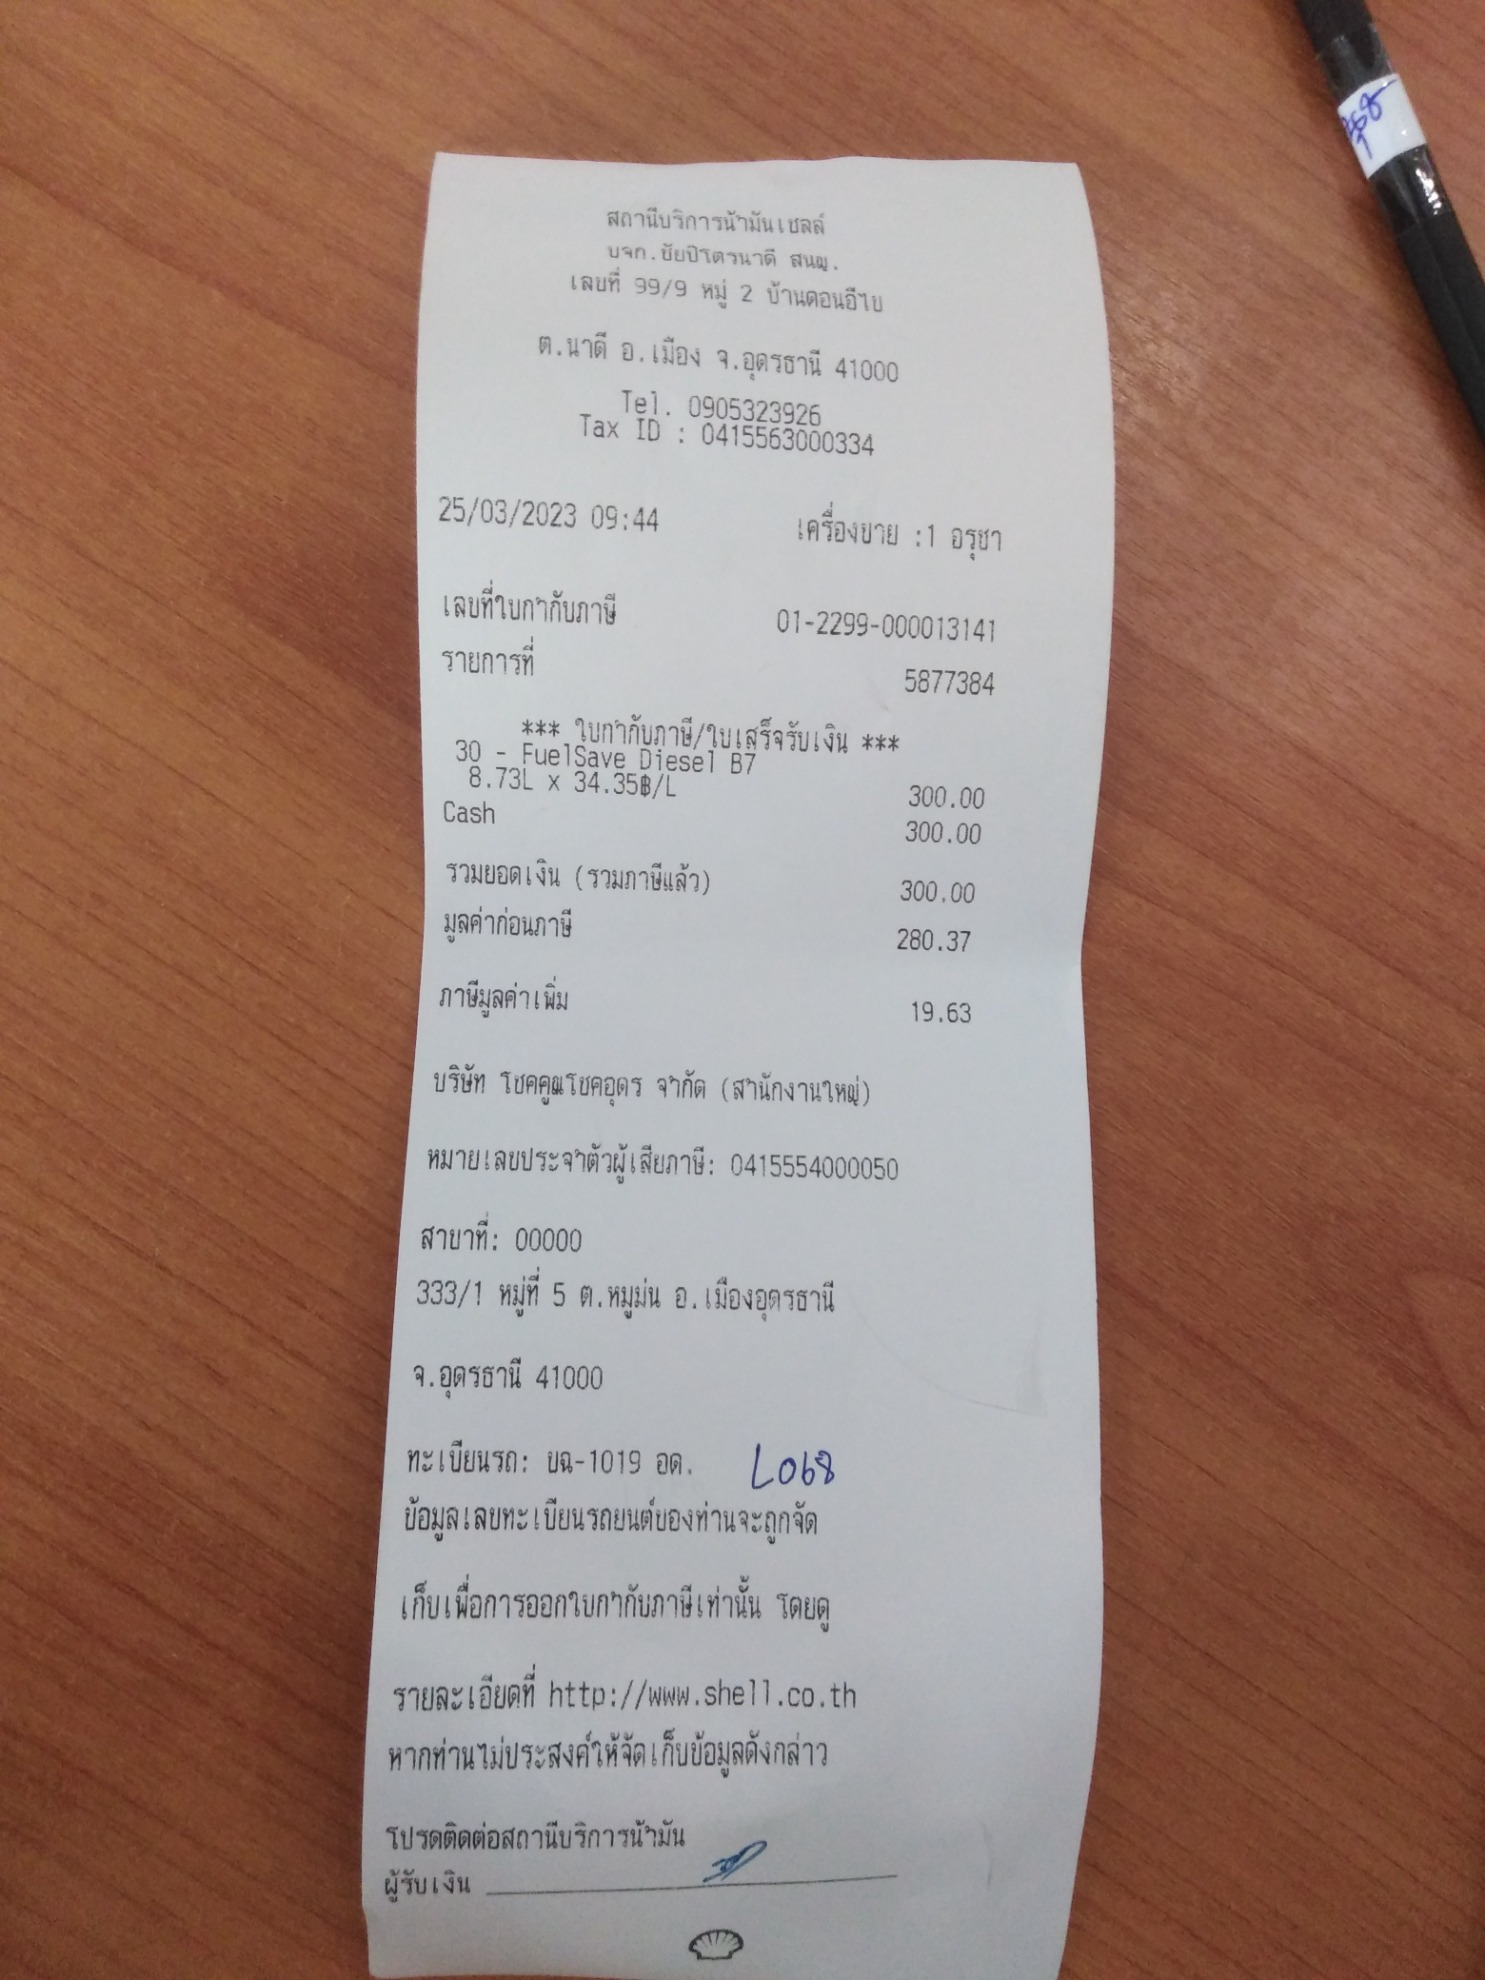 สถานีบริการน้ำมันเชลล์
บจก.ชัยปิโตรนาดี สนญ.
เลขที่ 99/9 หมู่ 2 บ้านดอนอีไข
ต.นาดี อ.เมือง จ.อุดรธานี 41000
Tel. 0905323926
Tax ID : 0415563000334
25/03/2023 09:44 เครื่องขาย :1 อรุชา
เลขที่ใบกำกับภาษี 01-2299-000013141
รายการที่ 5877384
*** ใบกำกับภาษี/ใบเสร็จรับเงิน ***
30 - FuelSave Diesel B7
8.73L x 34.35฿/L 300.00
Cash 300.00
รวมยอดเงิน (รวมภาษีแล้ว) 300.00
มูลค่าก่อนภาษี 280.37
ภาษีมูลค่าเพิ่ม 19.63
บริษัท โชคคูณโชคอุดร จำกัด (สำนักงานใหญ่)
หมายเลขประจำตัวผู้เสียภาษี: 0415554000050
สาขาที่: 00000
333/1 หมู่ที่ 5 ต.หมูม่น อ.เมืองอุดรธานี
จ.อุดรธานี 41000
ทะเบียนรถ: บฉ-1019 อด. L068
ข้อมูลเลขทะเบียนรถยนต์ของท่านจะถูกจัด
เก็บเพื่อการออกใบกำกับภาษีเท่านั้น โดยดู
รายละเอียดที่ http://www.shell.co.th
หากท่านไม่ประสงค์ให้จัดเก็บข้อมูลดังกล่าว
โปรดติดต่อสถานีบริการน้ำมัน
ผู้รับเงิน